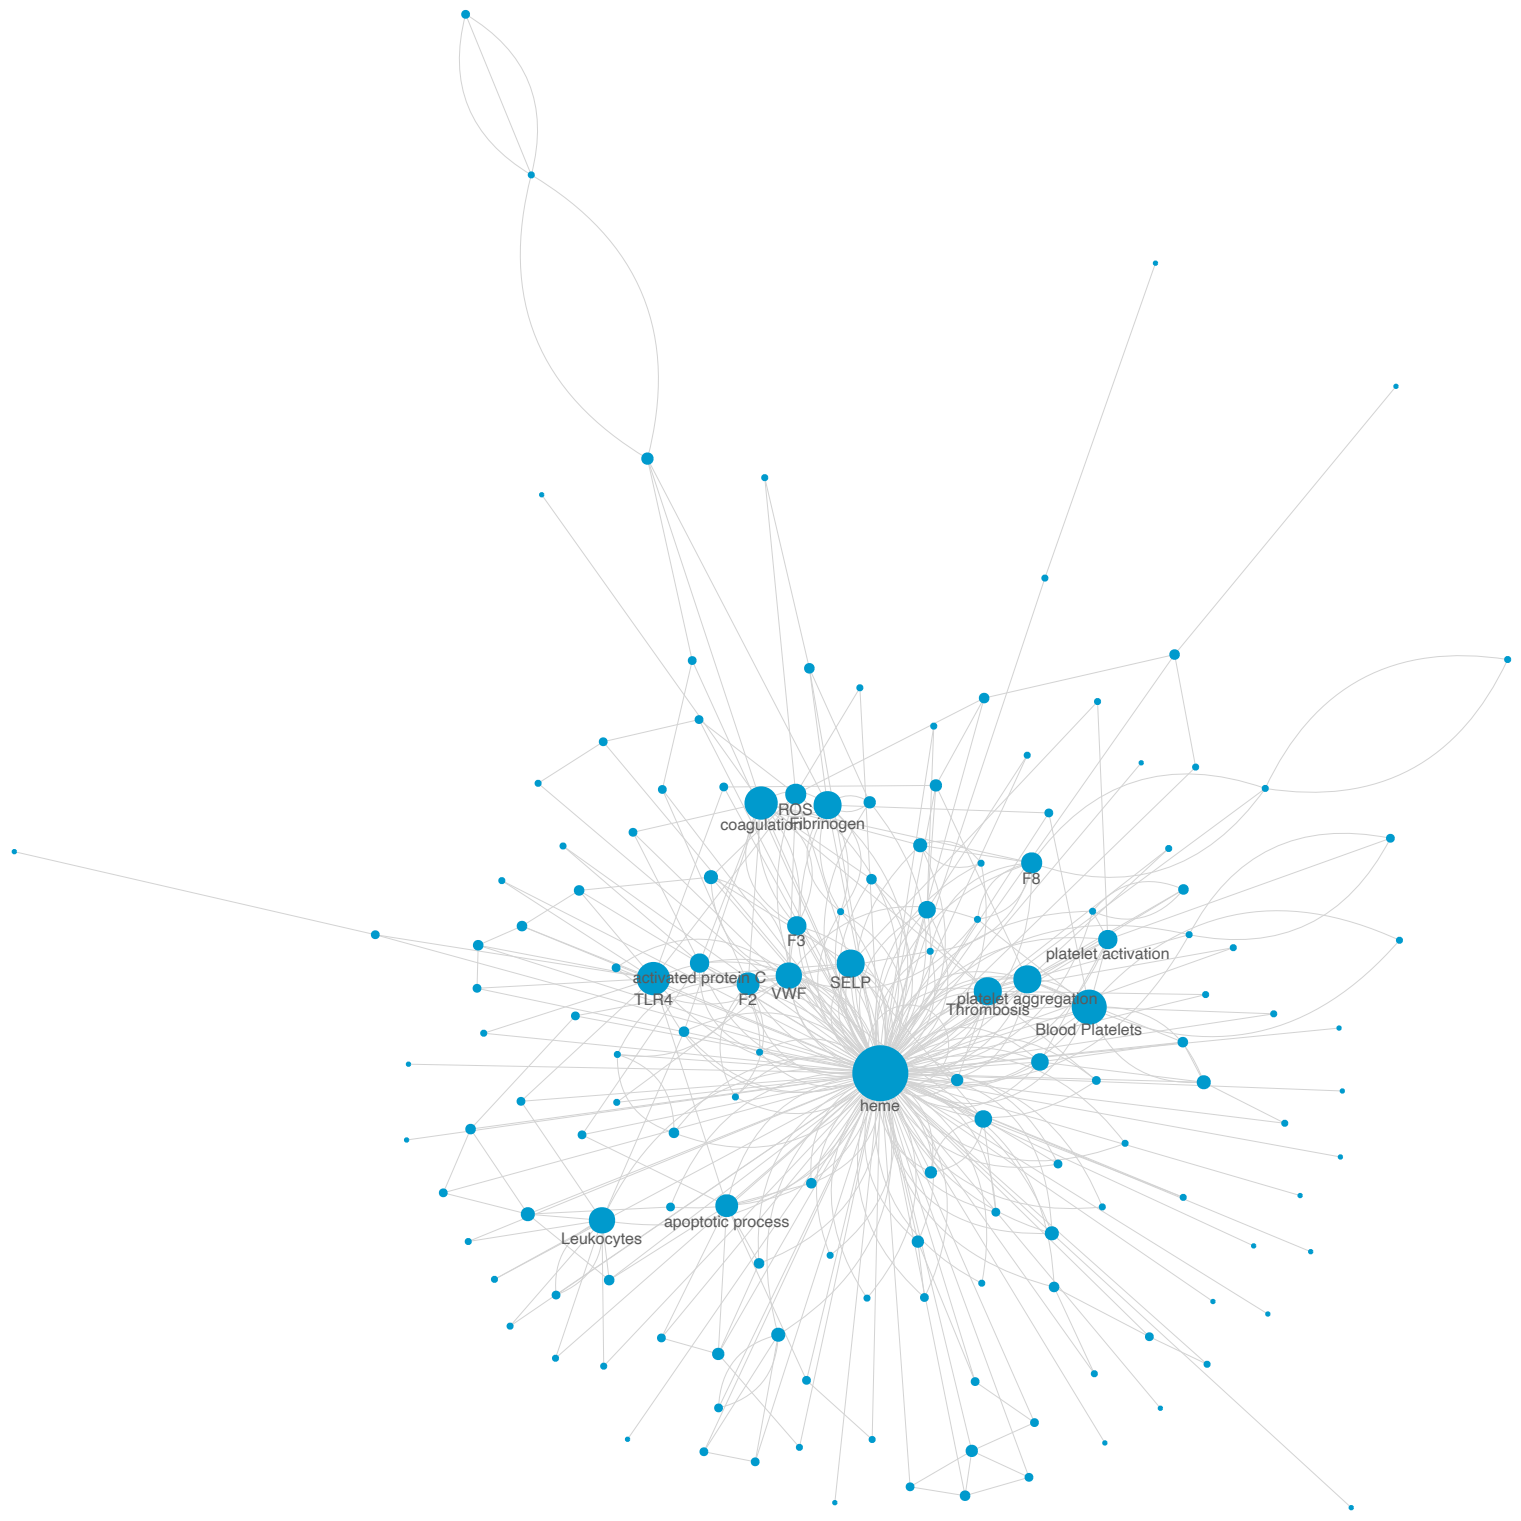 ROS
coagulation
Fibrinogen
F8
F3
platelet activation
activated protein C
SELP
TLR4
F2
VWF
platelet aggregation
Thrombosis
Blood Platelets
heme
apoptotic process
Leukocytes